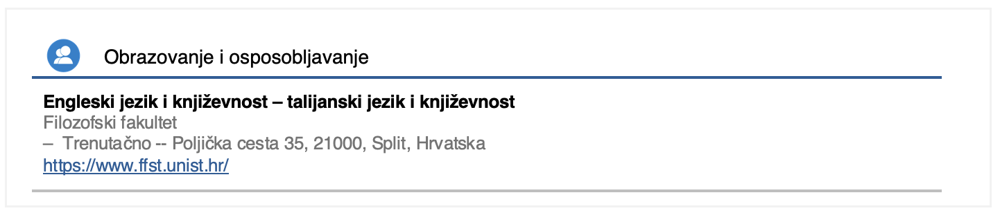 Obrazovanje i osposobljavanje
Engleski jezik i književnost – talijanski jezik i književnost
Filozofski fakultet
– Trenutačno -- Poljička cesta 35, 21000, Split, Hrvatska
https://www.ffst.unist.hr/